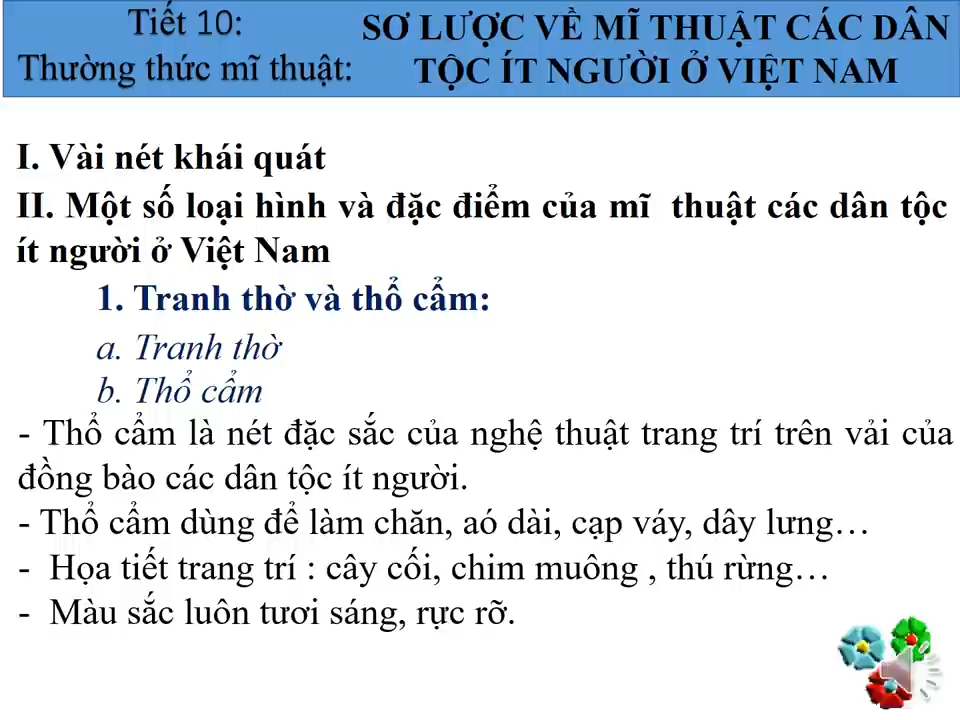 Tiết 10:
Thường thức mĩ thuật:
SƠ LƯỢC VỀ MĨ THUẬT CÁC DÂN
TỘC ÍT NGƯỜI Ở VIỆT NAM
I. Vài nét khái quát
II. Một số loại hình và đặc điểm của mĩ thuật các dân tộc
ít người ở Việt Nam
1. Tranh thờ và thổ cẩm:
a. Tranh thờ
b. Thổ cẩm
- Thổ cẩm là nét đặc sắc của nghệ thuật trang trí trên vải của
đồng bào các dân tộc ít người.
- Thổ cẩm dùng để làm chăn, aó dài, cạp váy, dây lưng…
- Họa tiết trang trí : cây cối, chim muông , thú rừng…
- Màu sắc luôn tươi sáng, rực rỡ.